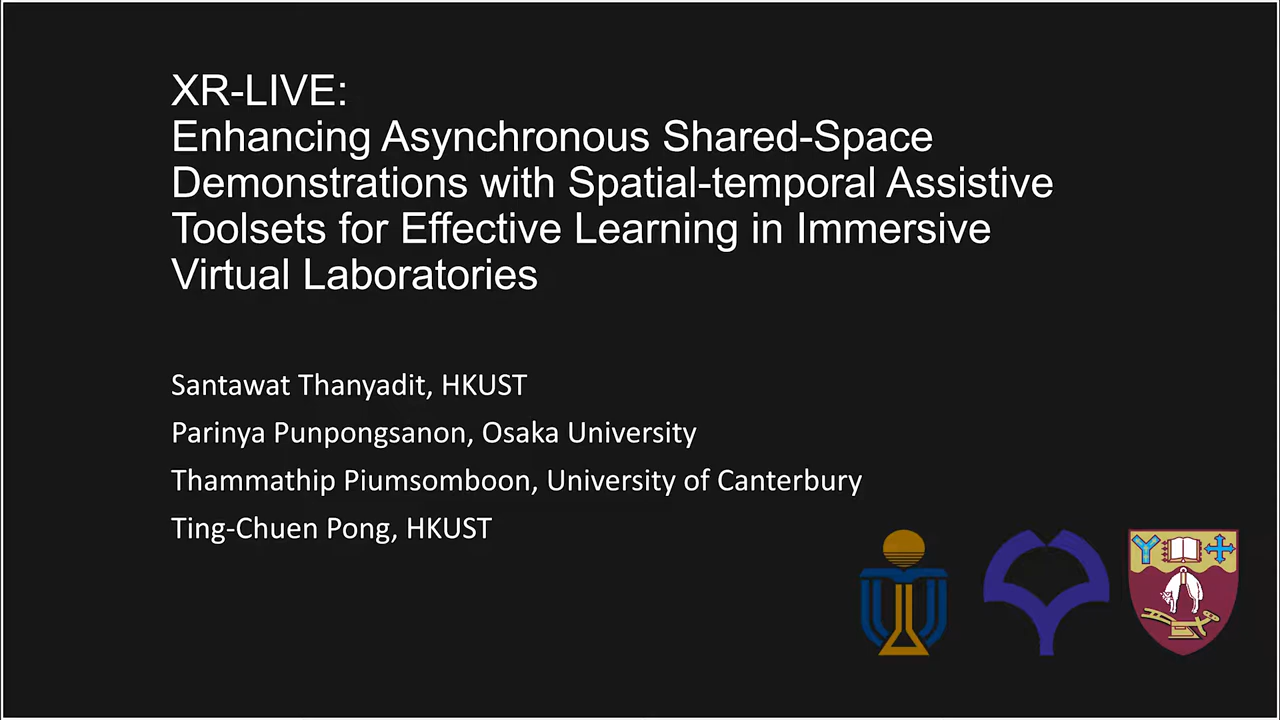 XR-LIVE:
Enhancing Asynchronous Shared-Space
Demonstrations with Spatial-temporal Assistive
Toolsets for Effective Learning in Immersive
Virtual Laboratories
Santawat Thanyadit, HKUST
Parinya Punpongsanon, Osaka University
Thammathip Piumsomboon, University of Canterbury
Ting-Chuen Pong, HKUST